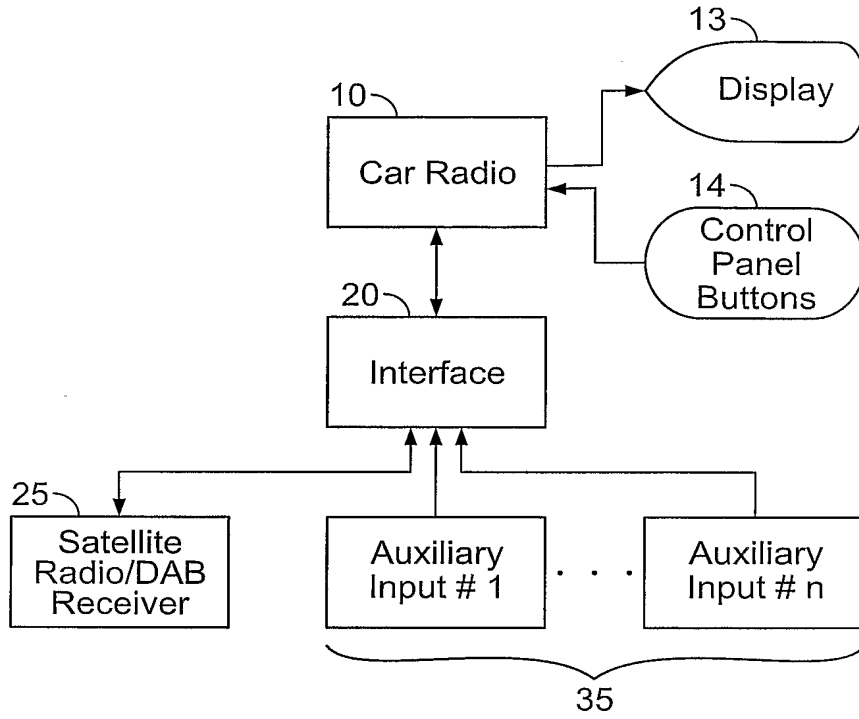 13
Display
10
Car Radio
14
Control
Panel
Buttons
20
Interface
25
Satellite
Radio/DAB
Receiver
Auxiliary
Input # 1
. . .
Auxiliary
Input # n
35